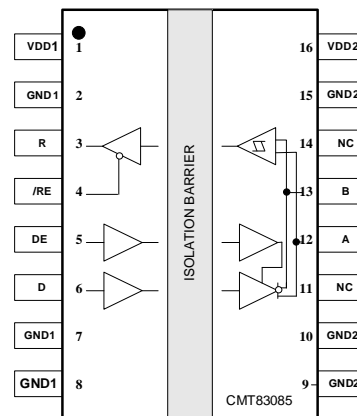 VDD1 1 16 VDD2
GND1 2 15 GND2
R 3 14 NC
/RE 4 13 B
DE 5 12 A
D 6 11 NC
GND1 7 10 GND2
GND1 8 9 GND2
ISOLATION BARRIER
CMT83085